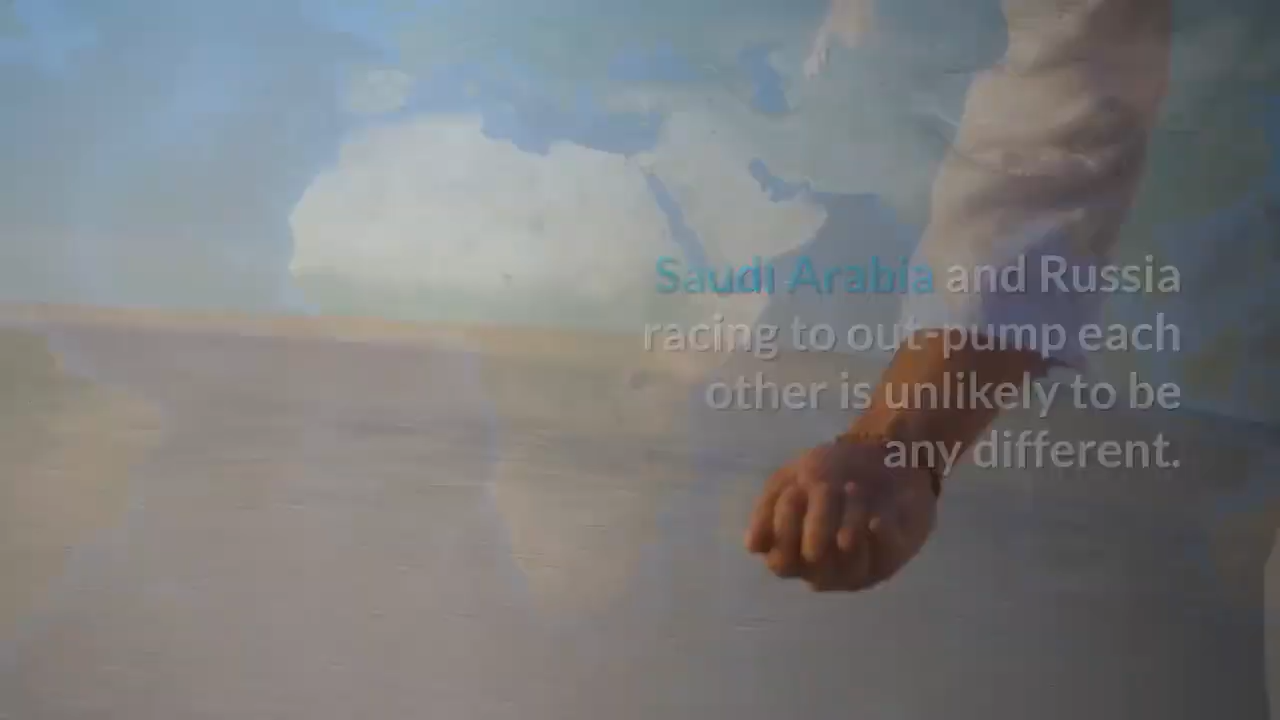 Saudi Arabia and Russia
racing to out-pump each
other is unlikely to be
any different.